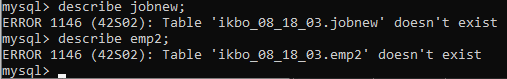 mysql> describe jobnew;
ERROR 1146 (42S02): Table 'ikbo_08_18_03.jobnew' doesn't exist
mysql> describe emp2;
ERROR 1146 (42S02): Table 'ikbo_08_18_03.emp2' doesn't exist
mysql>